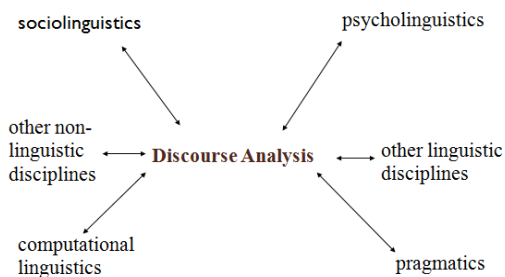 sociolinguistics
psycholinguistics
other non-
linguistic
disciplines
Discourse Analysis
other linguistic
disciplines
computational
linguistics
pragmatics